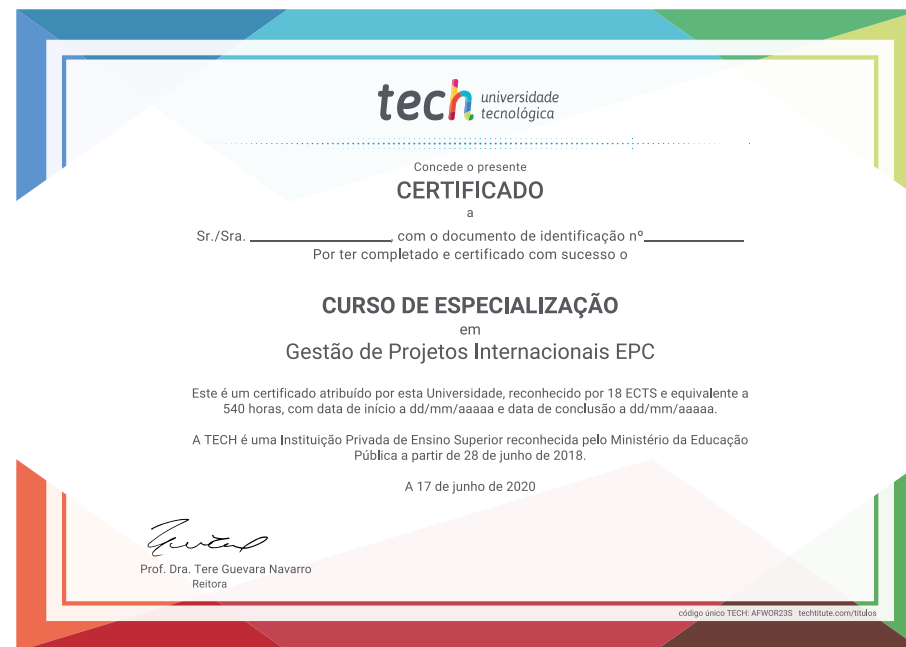 tech universidade
tecnológica
Concede o presente
CERTIFICADO
a
Sr./Sra. ____________________, com o documento de identificação nº______________
Por ter completado e certificado com sucesso o
CURSO DE ESPECIALIZAÇÃO
em
Gestão de Projetos Internacionais EPC
Este é um certificado atribuído por esta Universidade, reconhecido por 18 ECTS e equivalente a
540 horas, com data de início a dd/mm/aaaaa e data de conclusão a dd/mm/aaaaa.
A TECH é uma Instituição Privada de Ensino Superior reconhecida pelo Ministério da Educação
Pública a partir de 28 de junho de 2018.
A 17 de junho de 2020
Prof. Dra. Tere Guevara Navarro
Reitora
código único TECH: AFWOR23S techtitute.com/titulos